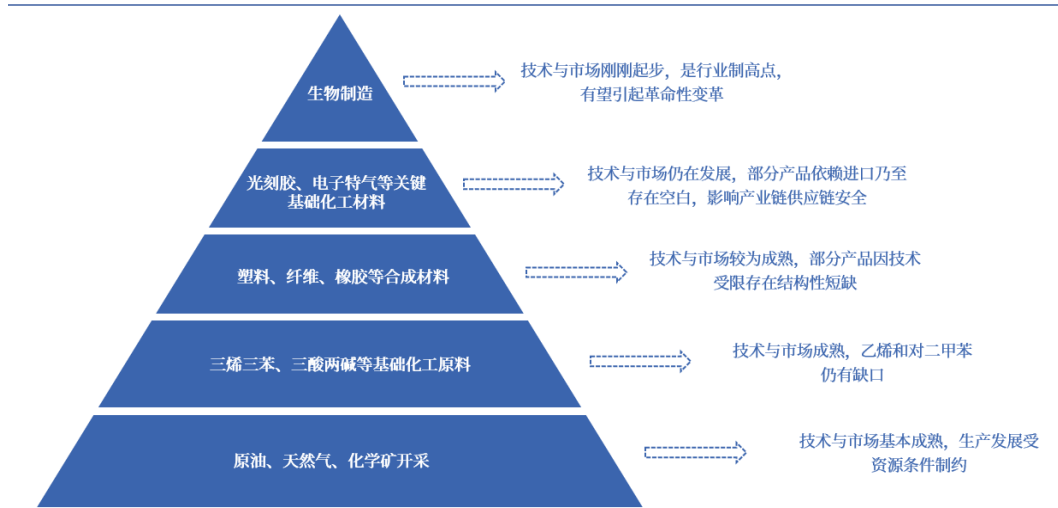 生物制造
技术与市场刚刚起步，是行业制高点，
有望引起革命性变革
光刻胶、电子特气等关键
基础化工材料
技术与市场仍在发展，部分产品依赖进口乃至
存在空白，影响产业链供应链安全
塑料、纤维、橡胶等合成材料
技术与市场较为成熟，部分产品因技术
受限存在结构性短缺
三烯三苯、三酸两碱等基础化工原料
技术与市场成熟，乙烯和对二甲苯
仍有缺口
原油、天然气、化学矿开采
技术与市场基本成熟，生产发展受
资源条件制约